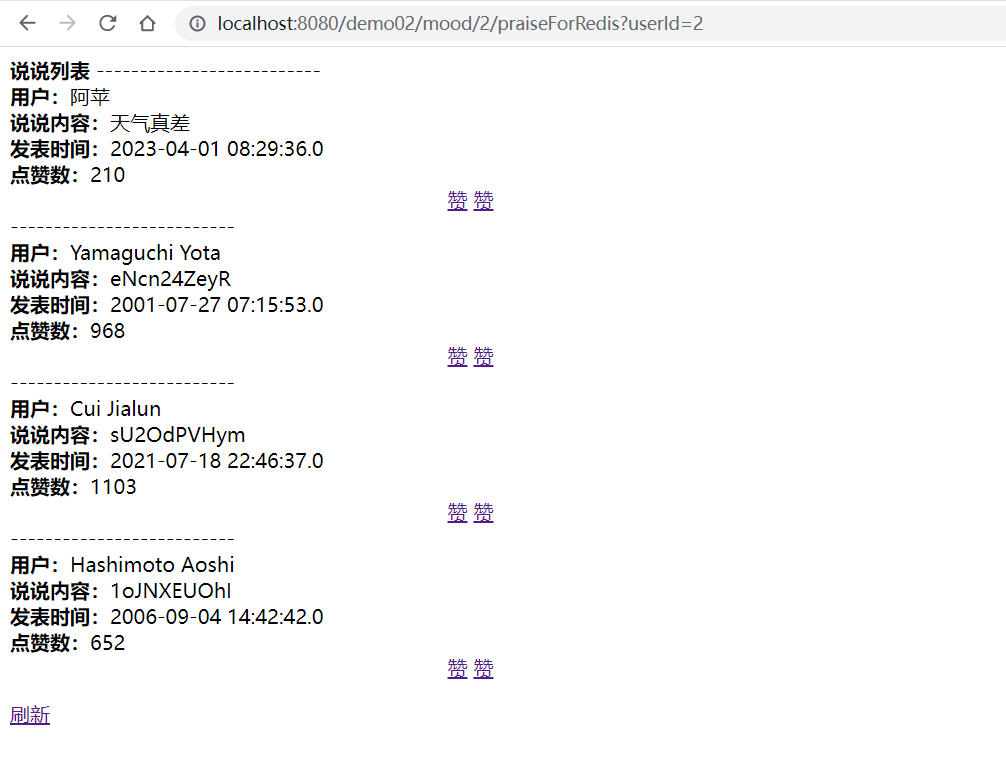 localhost:8080/demo02/mood/2/praiseForRedis?userId=2
说说列表 --------------------------
用户：阿苹
说说内容：天气真差
发表时间：2023-04-01 08:29:36.0
点赞数：210
赞 赞
--------------------------
用户：Yamaguchi Yota
说说内容：eNcn24ZeyR
发表时间：2001-07-27 07:15:53.0
点赞数：968
赞 赞
--------------------------
用户：Cui Jialun
说说内容：sU2OdPVHym
发表时间：2021-07-18 22:46:37.0
点赞数：1103
赞 赞
--------------------------
用户：Hashimoto Aoshi
说说内容：1oJNXEUOhI
发表时间：2006-09-04 14:42:42.0
点赞数：652
赞 赞
刷新